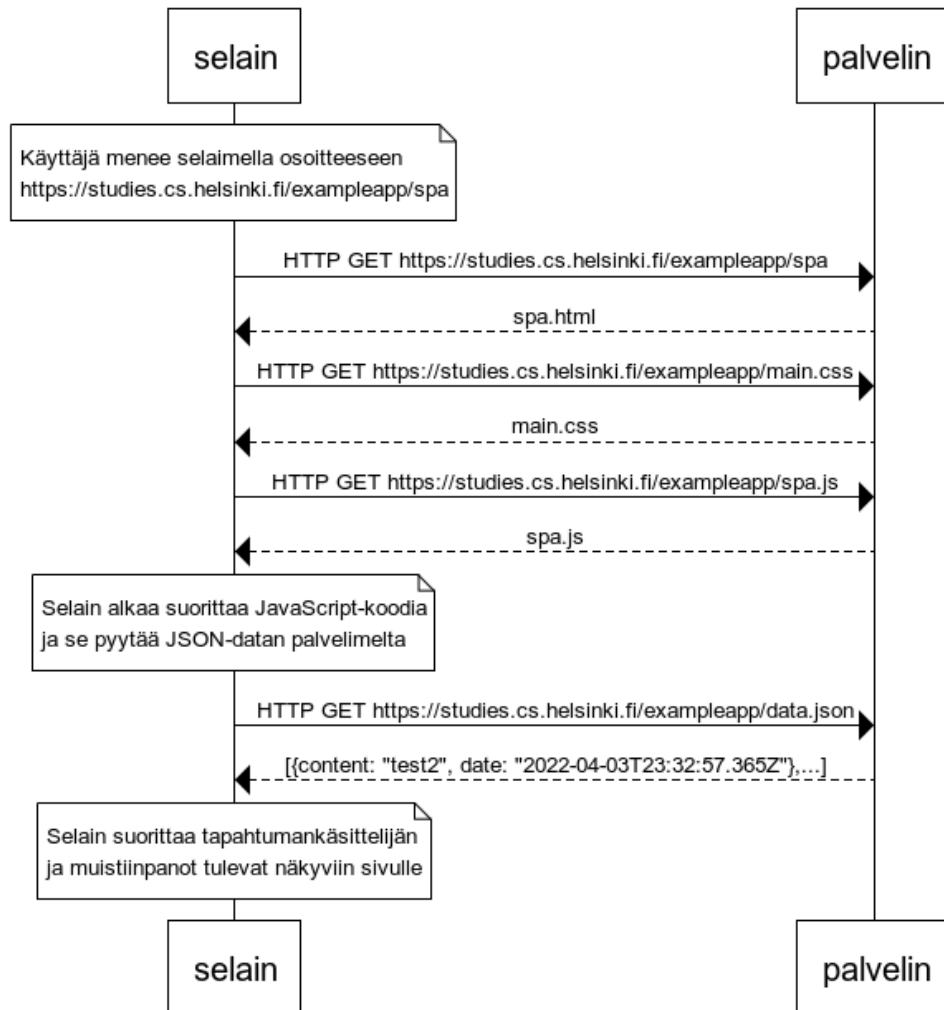 selain
palvelin
Käyttäjä menee selaimella osoitteeseen
https://studies.cs.helsinki.fi/exampleapp/spa
HTTP GET https://studies.cs.helsinki.fi/exampleapp/spa
spa.html
HTTP GET https://studies.cs.helsinki.fi/exampleapp/main.css
main.css
HTTP GET https://studies.cs.helsinki.fi/exampleapp/spa.js
spa.js
Selain alkaa suorittaa JavaScript-koodia
ja se pyytää JSON-datan palvelimelta
HTTP GET https://studies.cs.helsinki.fi/exampleapp/data.json
[{content: "test2", date: "2022-04-03T23:32:57.365Z"},...]
Selain suorittaa tapahtumankäsittelijän
ja muistiinpanot tulevat näkyviin sivulle
selain
palvelin